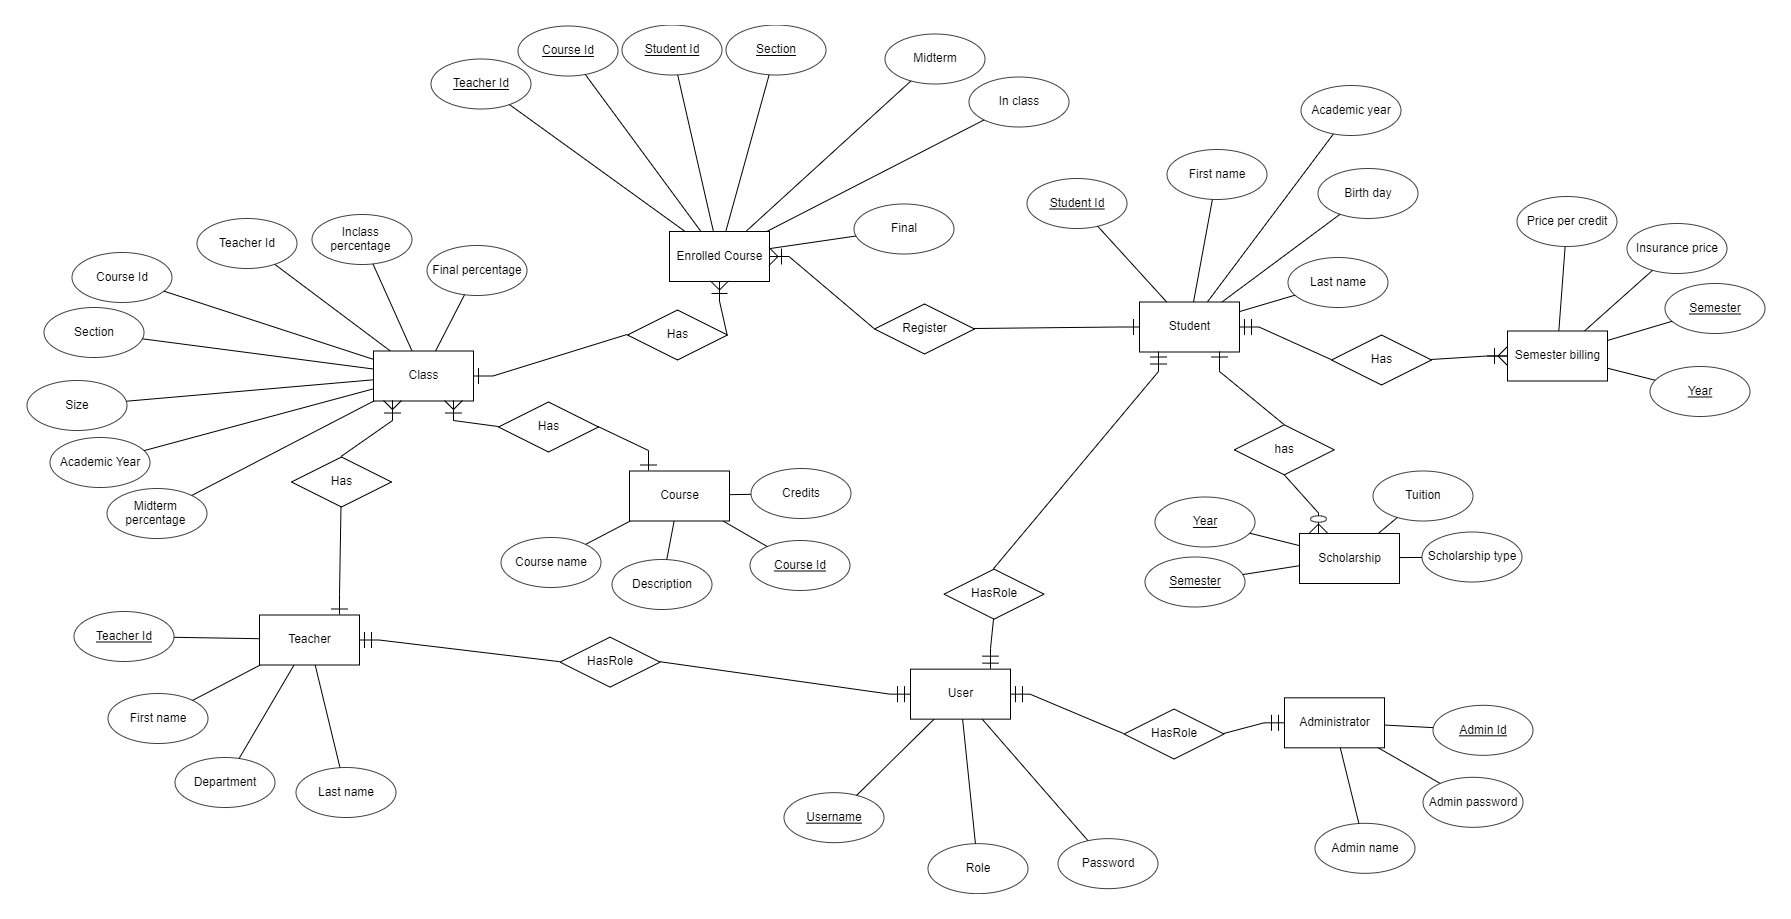 Course Id
Student Id
Section
Midterm
Teacher Id
In class
Academic year
First name
Birth day
Student Id
Price per credit
Final
Teacher Id
Inclass
percentage
Insurance price
Enrolled Course
Final percentage
Course Id
Last name
Semester
Section
Has
Register
Student
Has
Semester billing
Class
Year
Size
Has
has
Academic Year
Has
Midterm
percentage
Course
Credits
Tuition
Year
Course name
Description
Course Id
Scholarship
Scholarship type
Semester
HasRole
Teacher Id
Teacher
HasRole
User
First name
HasRole
Administrator
Admin Id
Department
Last name
Username
Admin password
Role
Password
Admin name